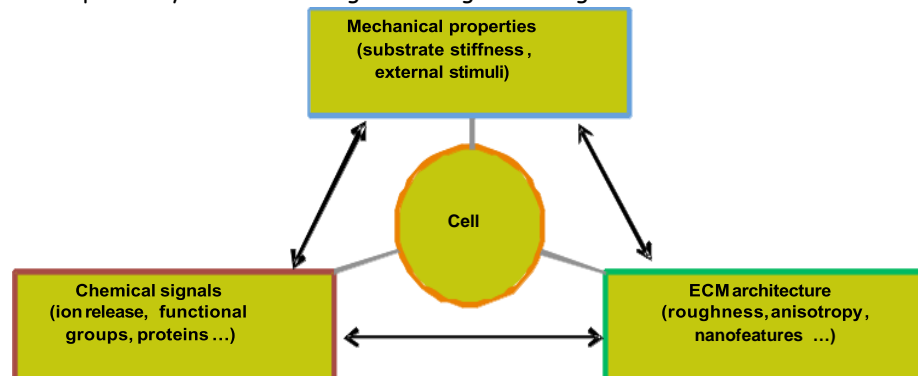 Mechanical properties
(substrate stiffness,
external stimuli)
Cell
Chemical signals
(ion release, functional
groups, proteins ...)
ECM architecture
(roughness, anisotropy,
nanofeatures ...)